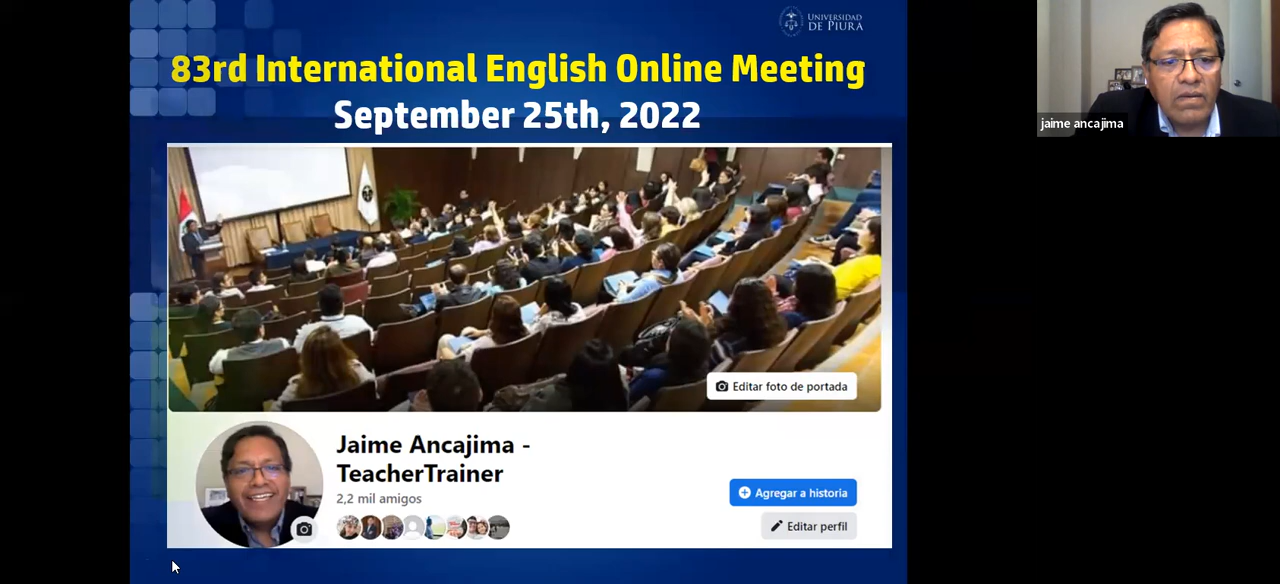 UNIVERSIDAD
DE PIURA
83rd International English Online Meeting
September 25th, 2022
jaime ancajima
Editar foto de portada
Jaime Ancajima -
TeacherTrainer
2,2 mil amigos
Agregar a historia
Editar perfil